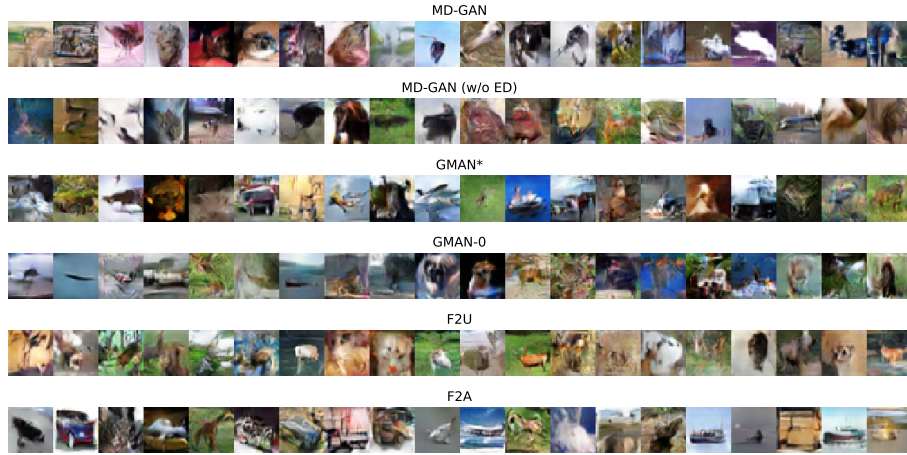 MD-GAN
MD-GAN (w/o ED)
GMAN*
GMAN-0
F2U
F2A